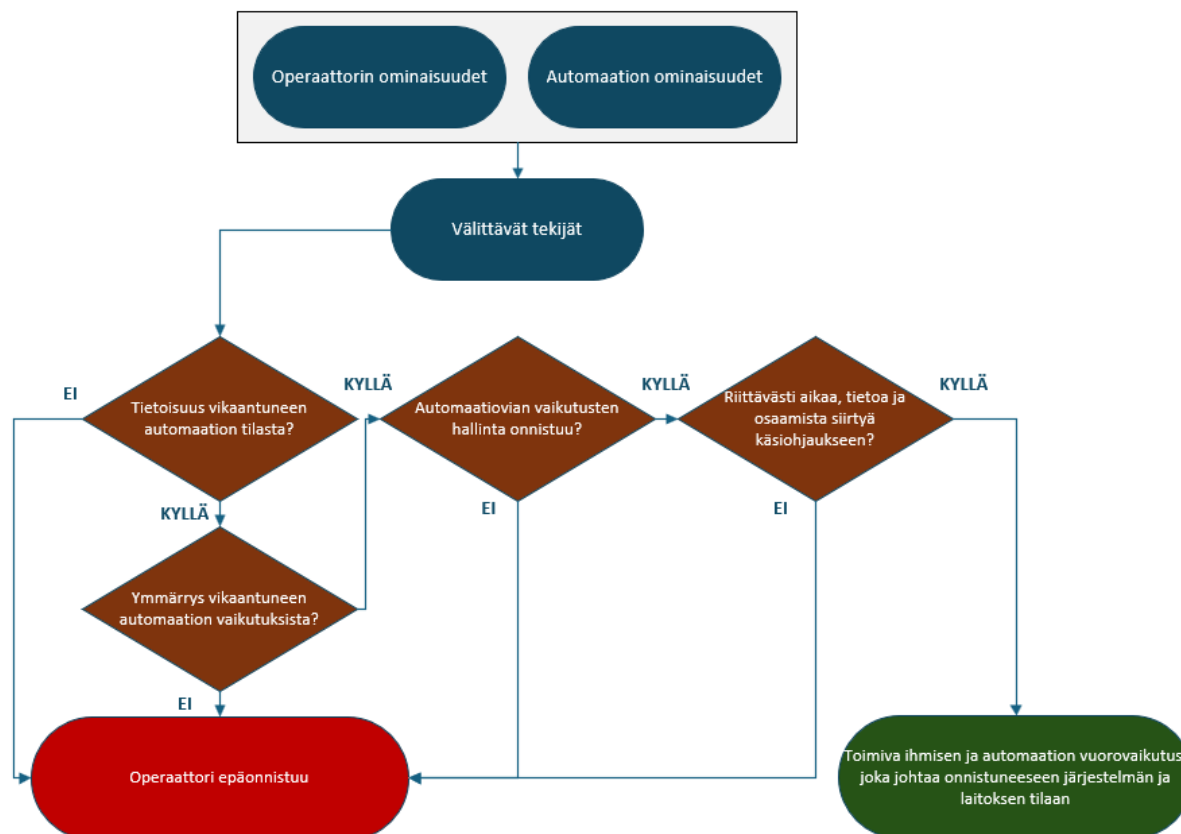 Operaattorin ominaisuudet
Automaation ominaisuudet
Välittävät tekijät
EI
Tietoisuus vikaantuneen
automaation tilasta?
KYLLÄ
Automaatiovian vaikutusten
hallinta onnistuu?
KYLLÄ
Riittävästi aikaa, tietoa ja
osaamista siirtyä
käsiohjaukseen?
KYLLÄ
KYLLÄ
EI
EI
Ymmärrys vikaantuneen
automaation vaikutuksista?
EI
Operaattori epäonnistuu
Toimiva ihmisen ja automaation vuorovaikutus
joka johtaa onnistuneeseen järjestelmän ja
laitoksen tilaan